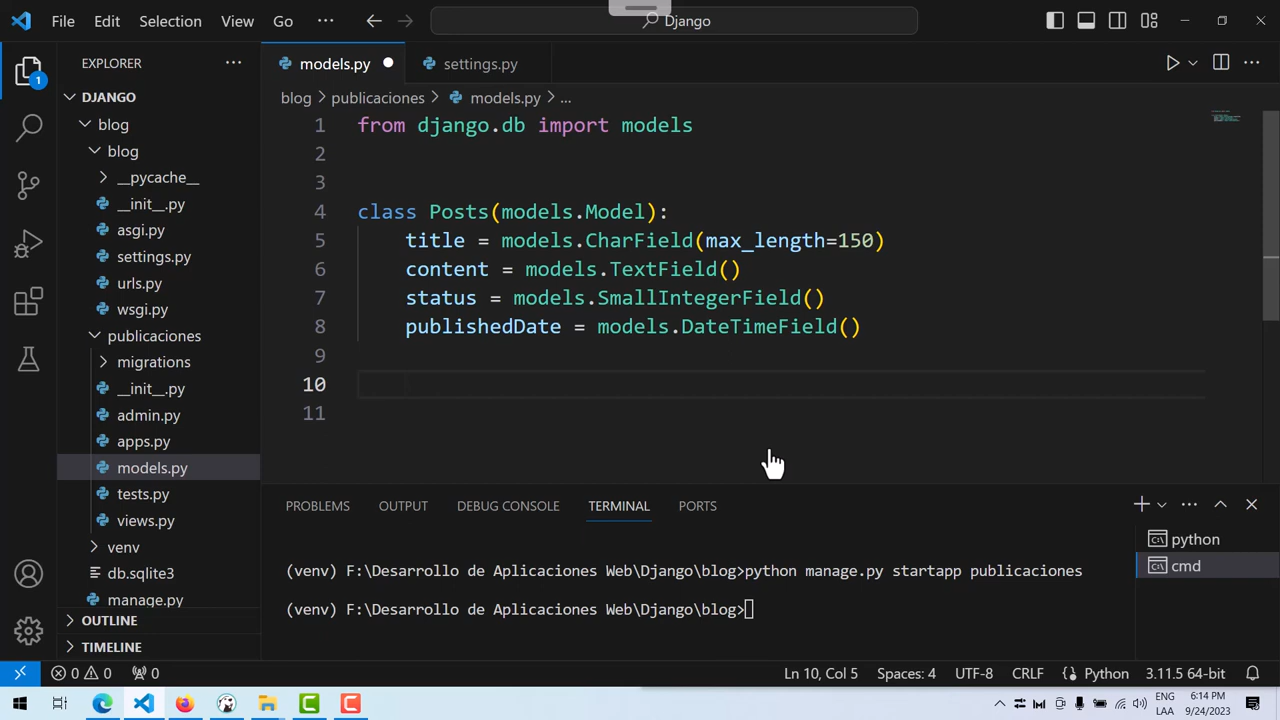 File Edit Selection View Go ... Django
EXPLORER ...
models.py
settings.py
DJANGO
blog > publicaciones > models.py > ...
blog
blog
__pycache__
__init__.py
asgi.py
settings.py
urls.py
wsgi.py
publicaciones
migrations
__init__.py
admin.py
apps.py
models.py
tests.py
views.py
venv
db.sqlite3
manage.py
OUTLINE
TIMELINE
1 from django.db import models
2
3
4 class Posts(models.Model):
5 title = models.CharField(max_length=150)
6 content = models.TextField()
7 status = models.SmallIntegerField()
8 publishedDate = models.DateTimeField()
9
10
11
PROBLEMS OUTPUT DEBUG CONSOLE TERMINAL PORTS
(venv) F:\Desarrollo de Aplicaciones Web\Django\blog>python manage.py startapp publicaciones
(venv) F:\Desarrollo de Aplicaciones Web\Django\blog>
python
cmd
1
0 0 0 Ln 10, Col 5 Spaces: 4 UTF-8 CRLF Python 3.11.5 64-bit
ENG
LAA
6:14 PM
9/24/2023